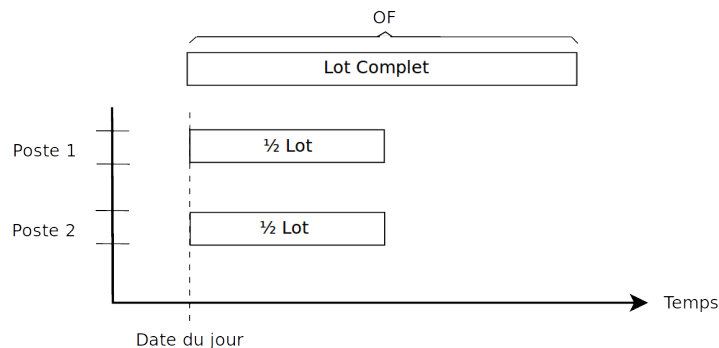 OF
Lot Complet
Poste 1
½ Lot
Poste 2
½ Lot
Temps
Date du jour